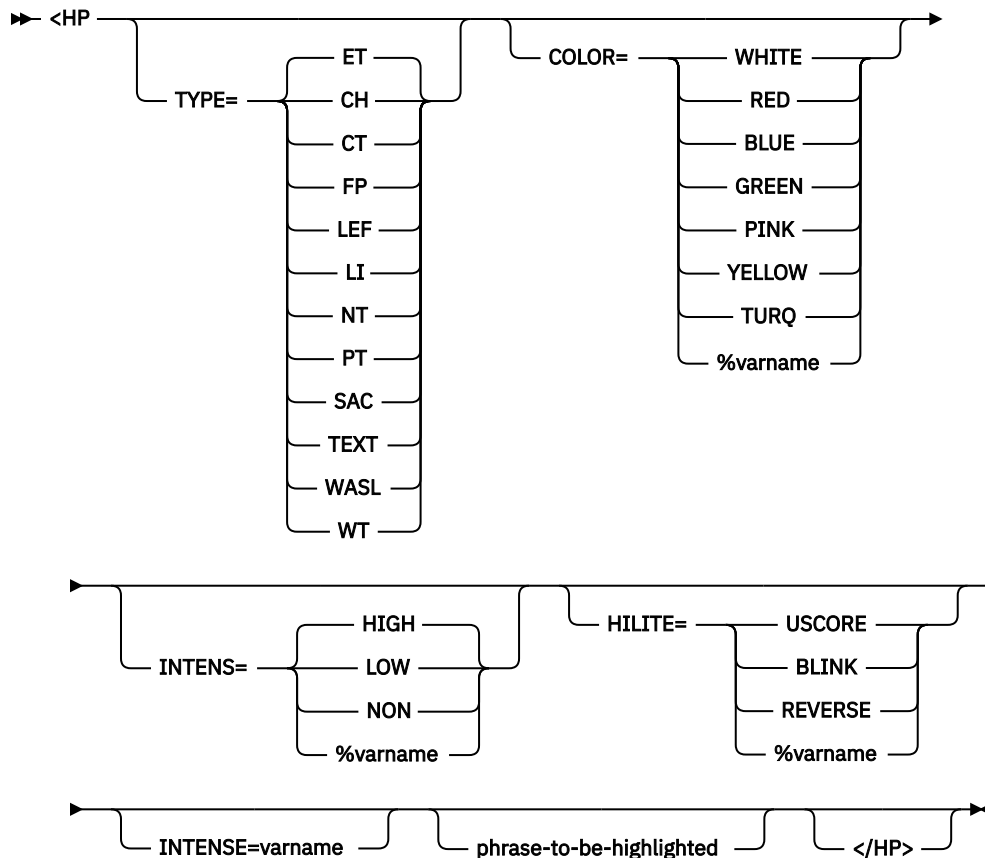 <HP
TYPE=
ET
CH
CT
FP
LEF
LI
NT
PT
SAC
TEXT
WASL
WT
COLOR=
WHITE
RED
BLUE
GREEN
PINK
YELLOW
TURQ
%varname
INTENS=
HIGH
LOW
NON
%varname
HILITE=
USCORE
BLINK
REVERSE
%varname
INTENSE=varname
phrase-to-be-highlighted
</HP>